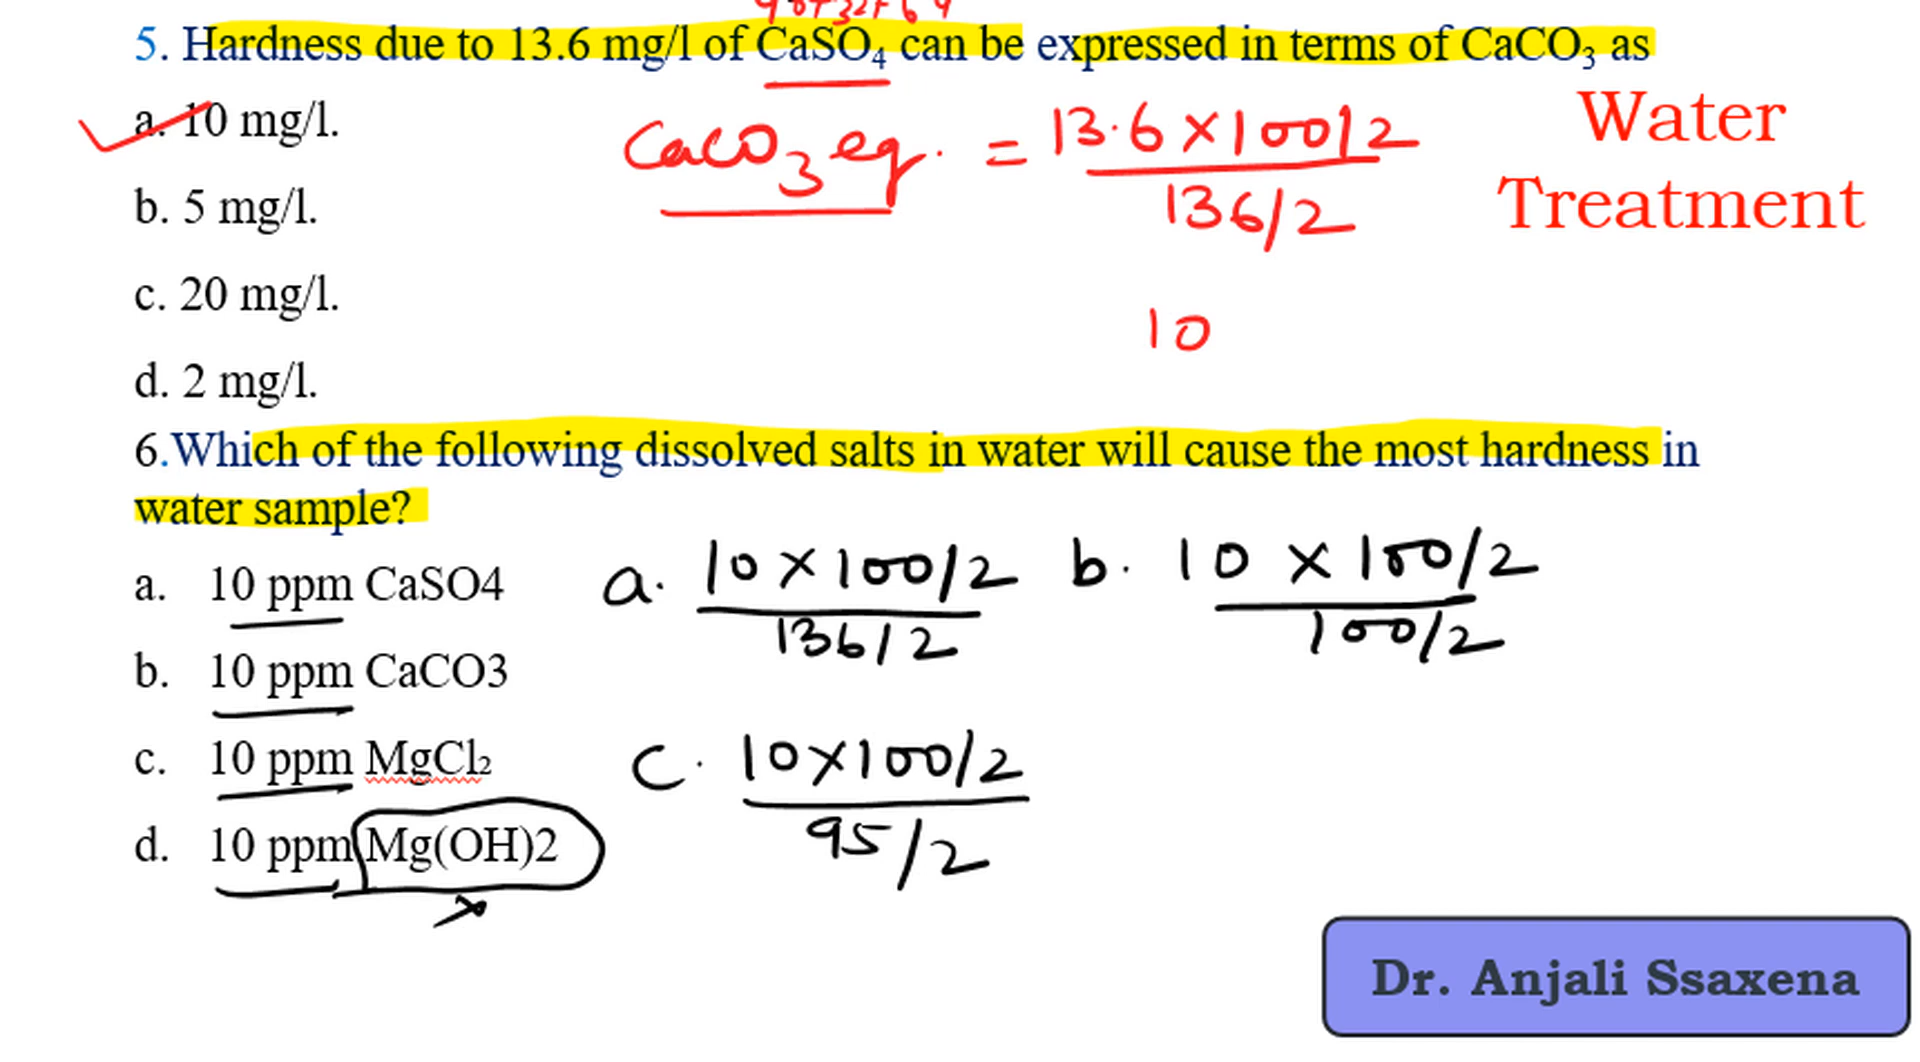 40+32+64
5. Hardness due to 13.6 mg/l of CaSO₄ can be expressed in terms of CaCO₃ as
a. 10 mg/l.
CaCO₃ eq. = 13.6 × 100/2
136/2
Water
Treatment
b. 5 mg/l.
c. 20 mg/l.
10
d. 2 mg/l.
6.Which of the following dissolved salts in water will cause the most hardness in
water sample?
a. 10 ppm CaSO4
b. 10 ppm CaCO3
c. 10 ppm MgCl₂
d. 10 ppm Mg(OH)2
a. 10 × 100/2
136/2
b. 10 × 100/2
100/2
c. 10×100/2
95/2
Dr. Anjali Ssaxena